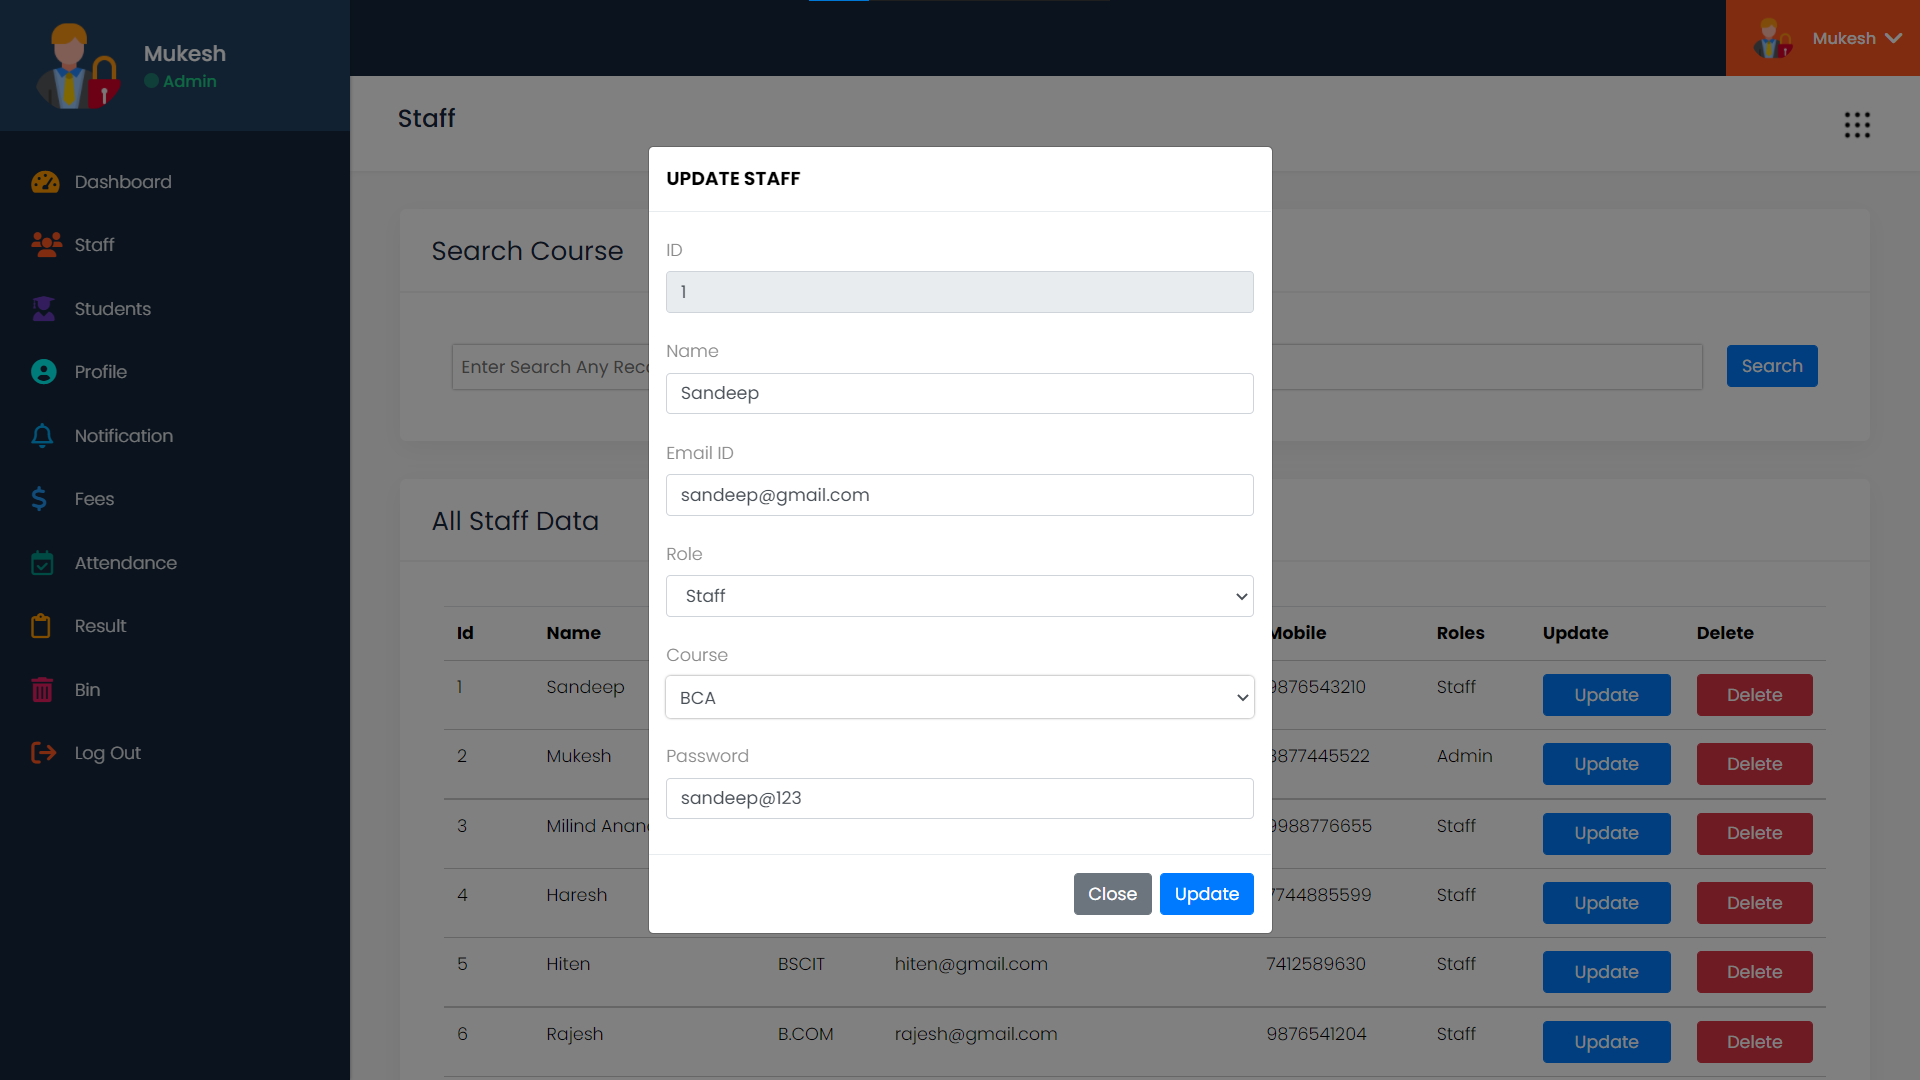 Mukesh
Admin
Dashboard
Staff
Students
Profile
Notification
Fees
Attendance
Result
Bin
Log Out
Mukesh
Staff
Search Course
Enter Search Any
Search
All Staff Data
Id Name Mobile Roles Update Delete
1 Sandeep 9876543210 Staff Update Delete
2 Mukesh 8877445522 Admin Update Delete
3 Milind 9988776655 Staff Update Delete
4 Haresh 7744885599 Staff Update Delete
5 Hiten BSCIT hiten@gmail.com 7412589630 Staff Update Delete
6 Rajesh B.COM rajesh@gmail.com 9876541204 Staff Update Delete
UPDATE STAFF
ID
1
Name
Sandeep
Email ID
sandeep@gmail.com
Role
Staff
Course
BCA
Password
sandeep@123
Close Update